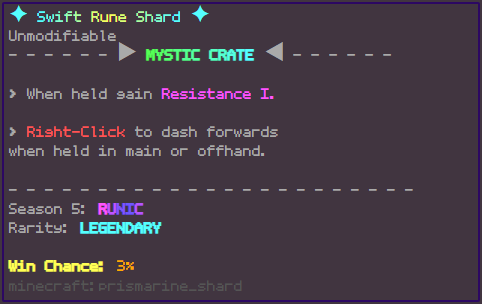 ✦ Swift Rune Shard ✦
Unmodifiable
- - - - - - ▶ MYSTIC CRATE ◀ - - - - - -
> When held gain Resistance I.
> Right-Click to dash forwards
when held in main or offhand.
- - - - - - - - - - - - - - - - - - - - - - -
Season 5: RUNIC
Rarity: LEGENDARY
Win Chance: 3%
minecraft:prismarine_shard